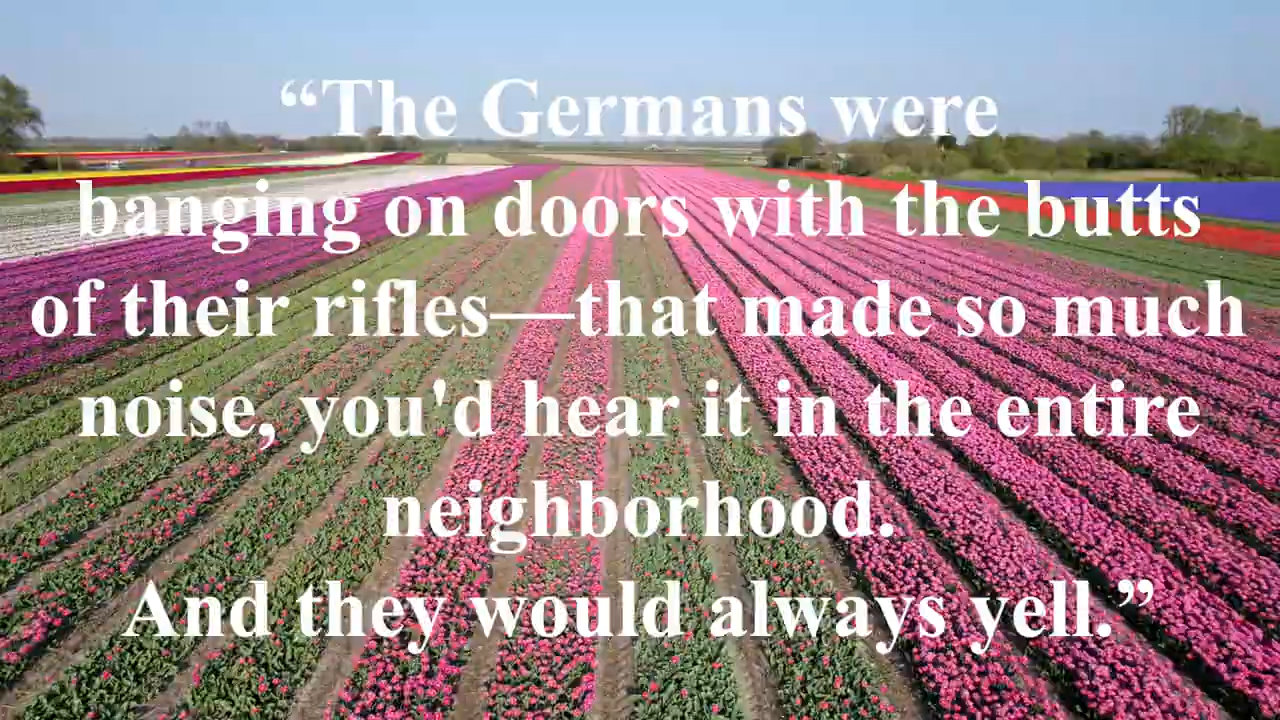 “The Germans were
banging on doors with the butts
of their rifles—that made so much
noise, you'd hear it in the entire
neighborhood.
And they would always yell.”